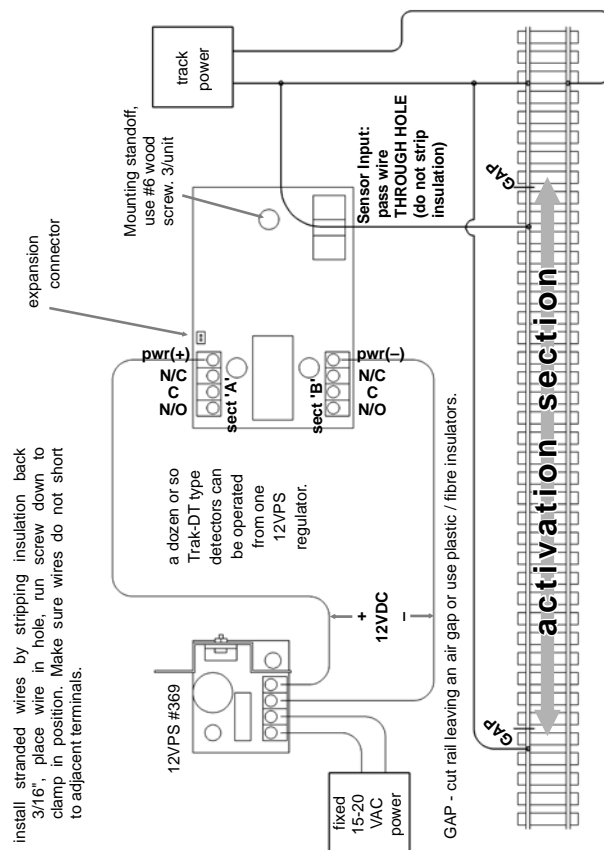 install stranded wires by stripping insulation back
3/16", place wire in hole, run screw down to
clamp in position. Make sure wires do not short
to adjacent terminals.
expansion
connector
track
power
Mounting standoff,
use #6 wood
screw. 3/unit
Sensor Input:
pass wire
THROUGH HOLE
(do not strip
insulation)
pwr(+)
N/C
C
N/O
sect 'A'
sect 'B'
pwr(–)
N/C
C
N/O
a dozen or so
Trak-DT type
detectors can
be operated
from one
12VPS
regulator.
12VPS #369
+
12VDC
–
fixed
15-20
VAC
power
GAP - cut rail leaving an air gap or use plastic / fibre insulators.
GAP
GAP
activation section